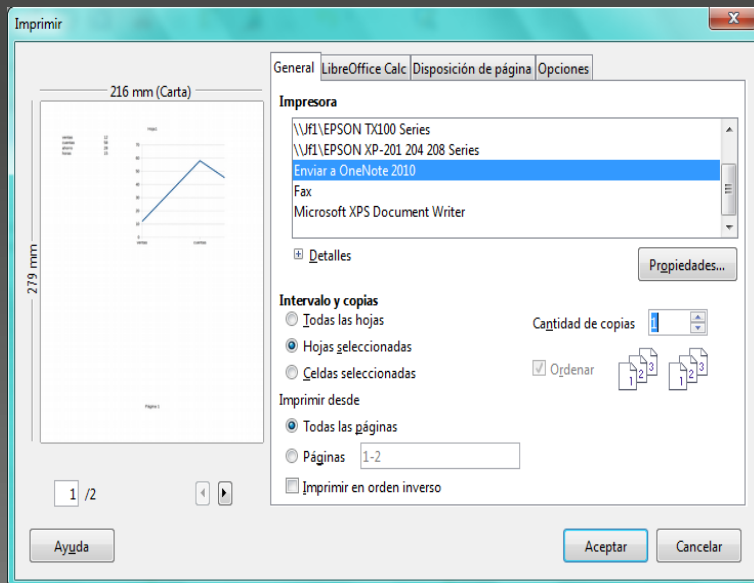 Imprimir
General LibreOffice Calc Disposición de página Opciones
216 mm (Carta)
279 mm
Página 1
1 /2
Impresora
\\Jf1\EPSON TX100 Series
\\Jf1\EPSON XP-201 204 208 Series
Enviar a OneNote 2010
Fax
Microsoft XPS Document Writer
Detalles
Propiedades...
Intervalo y copias
Todas las hojas
Hojas seleccionadas
Celdas seleccionadas
Cantidad de copias 1
Ordenar
1 2 3 1 2 3
Imprimir desde
Todas las páginas
Páginas 1-2
Imprimir en orden inverso
Ayuda Aceptar Cancelar